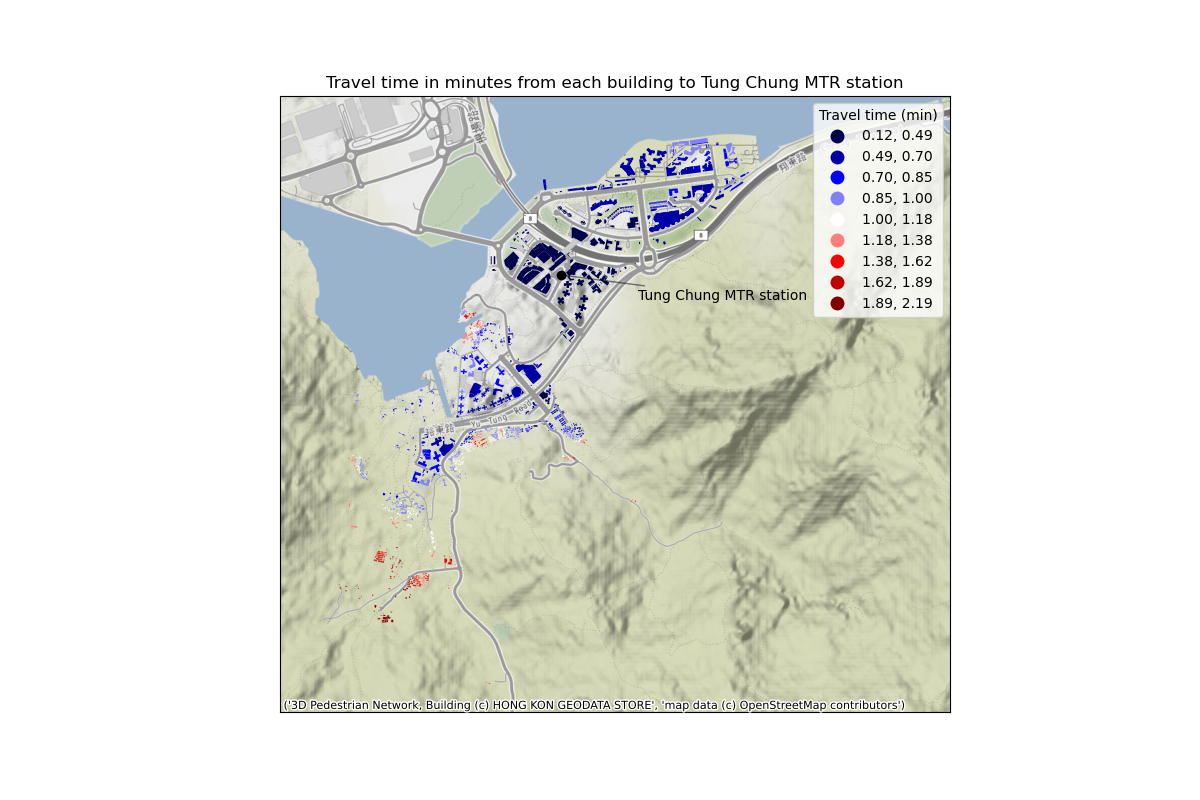 Travel time in minutes from each building to Tung Chung MTR station
Travel time (min)
0.12, 0.49
0.49, 0.70
0.70, 0.85
0.85, 1.00
1.00, 1.18
1.18, 1.38
1.38, 1.62
1.62, 1.89
1.89, 2.19
翔東路
8
8
Tung Chung MTR station
Yu Tung Road
('3D Pedestrian Network, Building (c) HONG KON GEODATA STORE', 'map data (c) OpenStreetMap contributors')